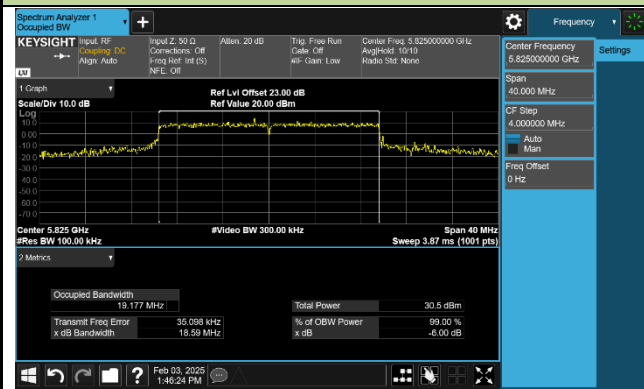 Spectrum Analyzer 1
Occupied BW
Frequency
KEYSIGHT
Input: RF
Coupling: DC
Align: Auto
Input Z: 50 Ω
Corrections: Off
Freq Ref: Int (S)
NFE: Off
Atten: 20 dB
Trig: Free Run
Gate: Off
#IF Gain: Low
Center Freq: 5.825000000 GHz
Avg|Hold: 10/10
Radio Std: None
LXI
Center Frequency
5.825000000 GHz
Settings
Span
40.000 MHz
CF Step
4.000000 MHz
Auto
Man
Freq Offset
0 Hz
1 Graph
Scale/Div 10.0 dB
Ref Lvl Offset 23.00 dB
Ref Value 20.00 dBm
Log
10.0
0.00
-10.0
-20.0
-30.0
-40.0
-50.0
-60.0
-70.0
Center 5.825 GHz
#Video BW 300.00 kHz
Span 40 MHz
#Res BW 100.00 kHz
Sweep 3.87 ms (1001 pts)
2 Metrics
Occupied Bandwidth
19.177 MHz
Total Power 30.5 dBm
Transmit Freq Error 35.098 kHz
% of OBW Power 99.00 %
x dB Bandwidth 18.59 MHz
x dB -6.00 dB
Feb 03, 2025
1:46:24 PM